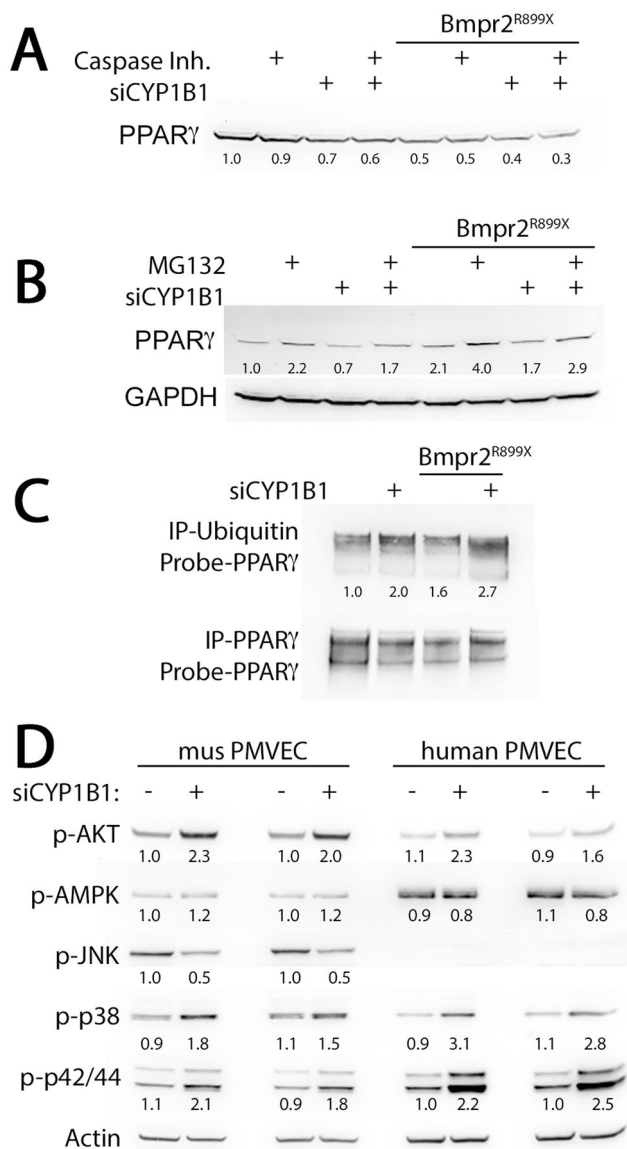 A
Bmpr2R899X
Caspase Inh. + + + +
siCYP1B1 + + + +
PPARγ
1.0 0.9 0.7 0.6 0.5 0.5 0.4 0.3
B
Bmpr2R899X
MG132 + + + +
siCYP1B1 + + + +
PPARγ
1.0 2.2 0.7 1.7 2.1 4.0 1.7 2.9
GAPDH
C
Bmpr2R899X
siCYP1B1 + +
IP-Ubiquitin
Probe-PPARγ
1.0 2.0 1.6 2.7
IP-PPARγ
Probe-PPARγ
D
mus PMVEC human PMVEC
siCYP1B1: - + - + - + - +
p-AKT
1.0 2.3 1.0 2.0 1.1 2.3 0.9 1.6
p-AMPK
1.0 1.2 1.0 1.2 0.9 0.8 1.1 0.8
p-JNK
1.0 0.5 1.0 0.5
p-p38
0.9 1.8 1.1 1.5 0.9 3.1 1.1 2.8
p-p42/44
1.1 2.1 0.9 1.8 1.0 2.2 1.0 2.5
Actin